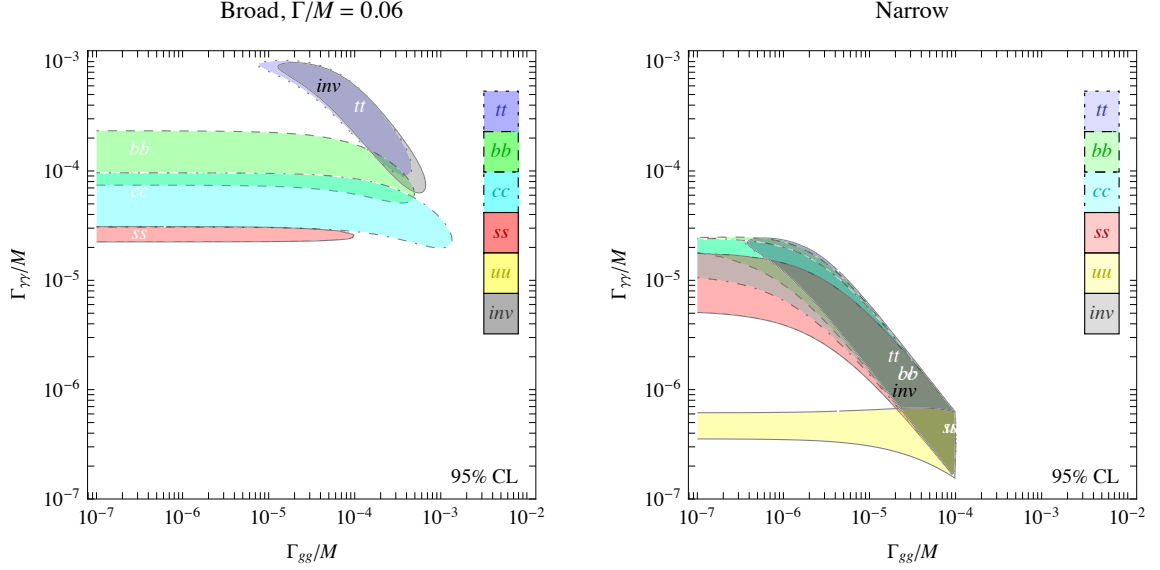 Broad, Γ/M = 0.06
10⁻³
10⁻⁴
10⁻⁵
10⁻⁶
10⁻⁷
Γγγ/M
inv
tt
bb
cc
ss
tt
bb
cc
ss
uu
inv
95% CL
10⁻⁷ 10⁻⁶ 10⁻⁵ 10⁻⁴ 10⁻³ 10⁻²
Γgg/M
Narrow
10⁻³
10⁻⁴
10⁻⁵
10⁻⁶
10⁻⁷
Γγγ/M
tt
bb
inv
tt
bb
cc
ss
uu
inv
95% CL
10⁻⁷ 10⁻⁶ 10⁻⁵ 10⁻⁴ 10⁻³ 10⁻²
Γgg/M